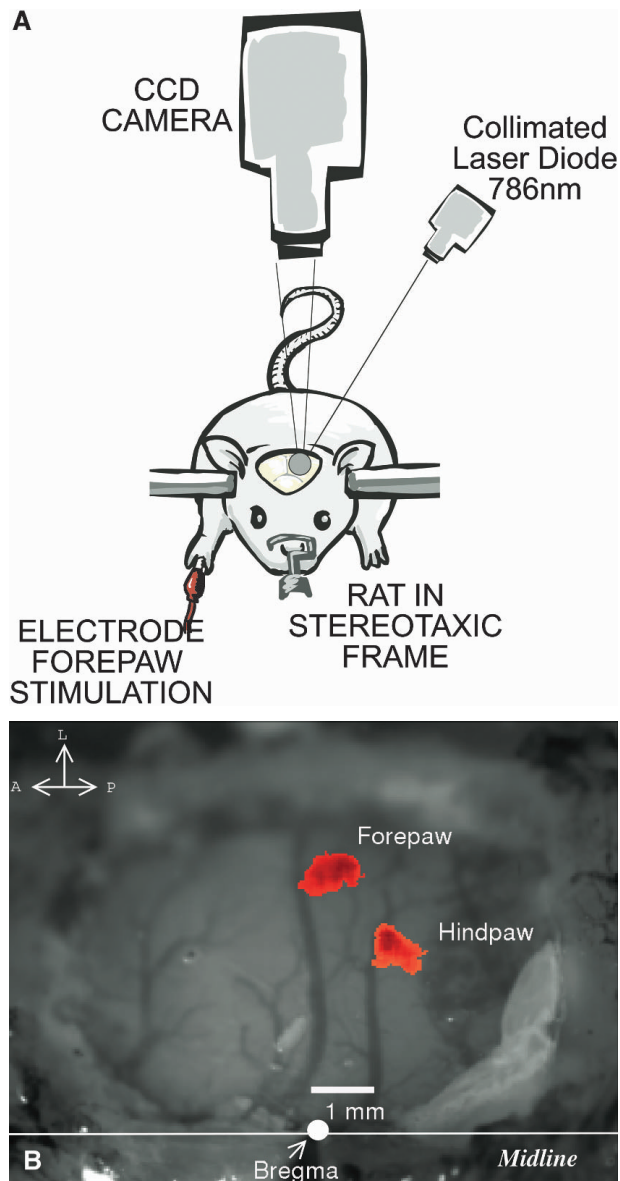 A
CCD
CAMERA
Collimated
Laser Diode
786nm
ELECTRODE
FOREPAW
STIMULATION
RAT IN
STEREOTAXIC
FRAME
L
A P
Forepaw
Hindpaw
1 mm
B
Bregma
Midline